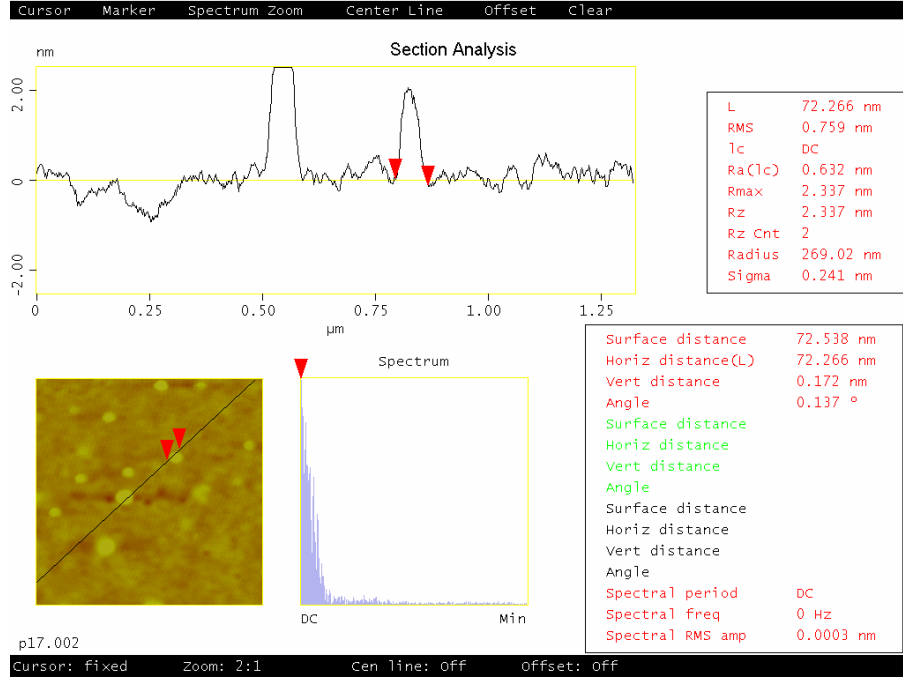 Cursor Marker Spectrum Zoom Center Line Offset Clear
nm
Section Analysis
2.00
0
-2.00
0 0.25 0.50 0.75 1.00 1.25
µm
L 72.266 nm
RMS 0.759 nm
lc DC
Ra(lc) 0.632 nm
Rmax 2.337 nm
Rz 2.337 nm
Rz Cnt 2
Radius 269.02 nm
Sigma 0.241 nm
Spectrum
DC Min
Surface distance 72.538 nm
Horiz distance(L) 72.266 nm
Vert distance 0.172 nm
Angle 0.137 º
Surface distance
Horiz distance
Vert distance
Angle
Surface distance
Horiz distance
Vert distance
Angle
Spectral period DC
Spectral freq 0 Hz
Spectral RMS amp 0.0003 nm
p17.002
Cursor: fixed Zoom: 2:1 Cen line: Off Offset: Off